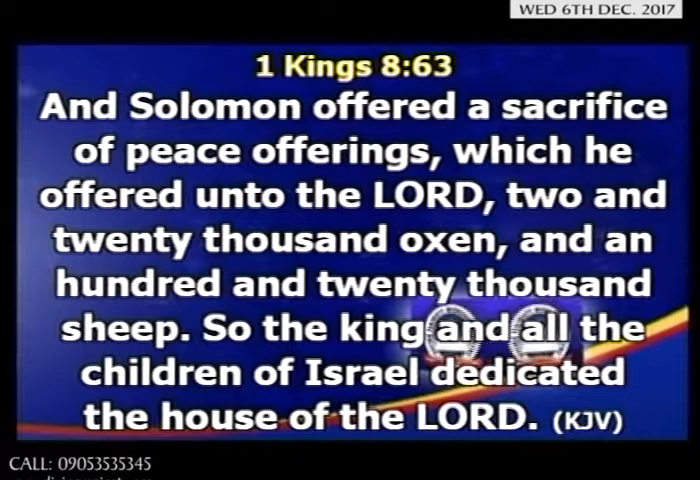 WED 6TH DEC. 2017
1 Kings 8:63
And Solomon offered a sacrifice
of peace offerings, which he
offered unto the LORD, two and
twenty thousand oxen, and an
hundred and twenty thousand
sheep. So the king and all the
children of Israel dedicated
the house of the LORD. (KJV)
CALL: 09053535345